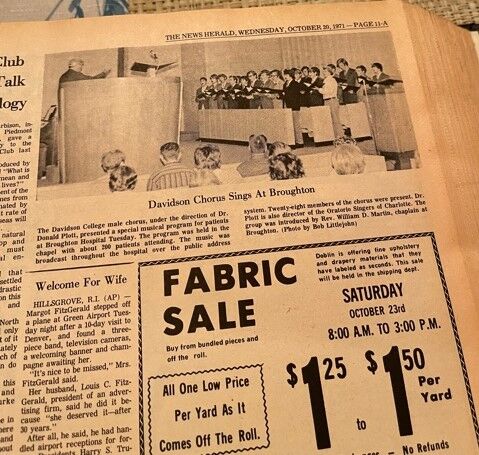 THE NEWS HERALD, WEDNESDAY, OCTOBER 20, 1971 — PAGE 11-A
Club
Talk
logy
Davidson Chorus Sings At Broughton
The Davidson College male chorus, under the direction of Dr.
Donald Plott, presented a special musical program for patients
at Broughton Hospital Tuesday. The program was held in the
chapel with about 200 patients attending. The music was
broadcast throughout the hospital over the public address
system. Twenty-eight members of the chorus were present. Dr.
Plott is also director of the Oratorio Singers of Charlotte. The
group was introduced by Rev. William D. Martin, chaplain at
Broughton. (Photo by Bob Littlejohn)
Welcome For Wife
HILLSGROVE, R.I. (AP) —
Margot FitzGerald stepped off
a plane at Green Airport Tues-
day night after a 10-day visit to
Denver, and found a three-
piece band, television cameras,
a welcoming banner and cham-
pagne awaiting her.
"It's nice to be missed," Mrs.
FitzGerald said.
Her husband, Louis C. Fitz-
Gerald, president of an adver-
tising firm, said he did it be-
cause "she deserved it—after
30 years."
After all, he said, he had han-
dled airport receptions for for-
Harry S. Tru-
FABRIC
SALE
Buy from bundled pieces and
off the roll.
All One Low Price
Per Yard As It
Comes Off The Roll.
Doblin is offering fine upholstery
and drapery materials that they
have labeled as seconds. This sale
will be held in the shipping dept.
SATURDAY
OCTOBER 23rd
8:00 A.M. TO 3:00 P.M.
$1.25 to $1.50
Per
Yard
No Refunds